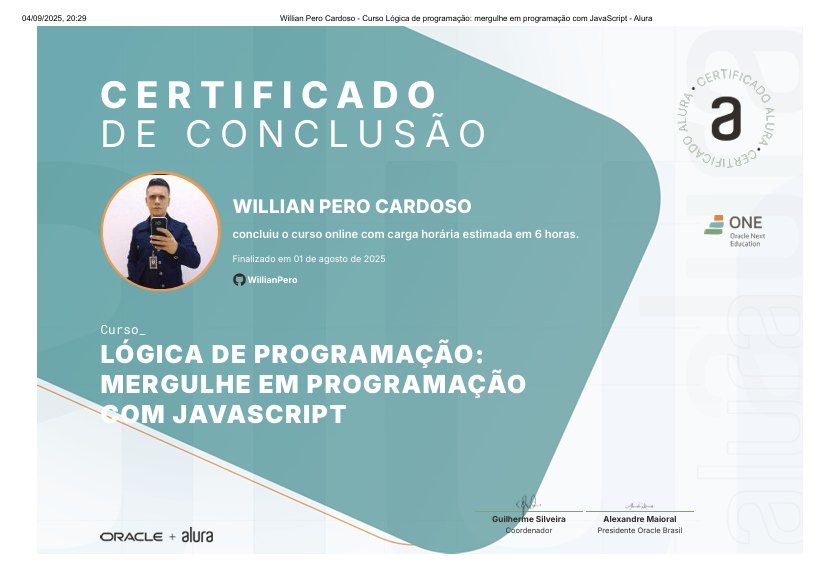 04/09/2025, 20:29
Willian Pero Cardoso - Curso Lógica de programação: mergulhe em programação com JavaScript - Alura
CERTIFICADO
DE CONCLUSÃO
CERTIFICADO ALURA • CERTIFICADO ALURA •
a
WILLIAN PERO CARDOSO
concluiu o curso online com carga horária estimada em 6 horas.
Finalizado em 01 de agosto de 2025
WillianPero
ONE
Oracle Next
Education
Curso_
LÓGICA DE PROGRAMAÇÃO:
MERGULHE EM PROGRAMAÇÃO
COM JAVASCRIPT
alura
Guilherme Silveira
Coordenador
Alexandre Maioral
Presidente Oracle Brasil
ORACLE + alura